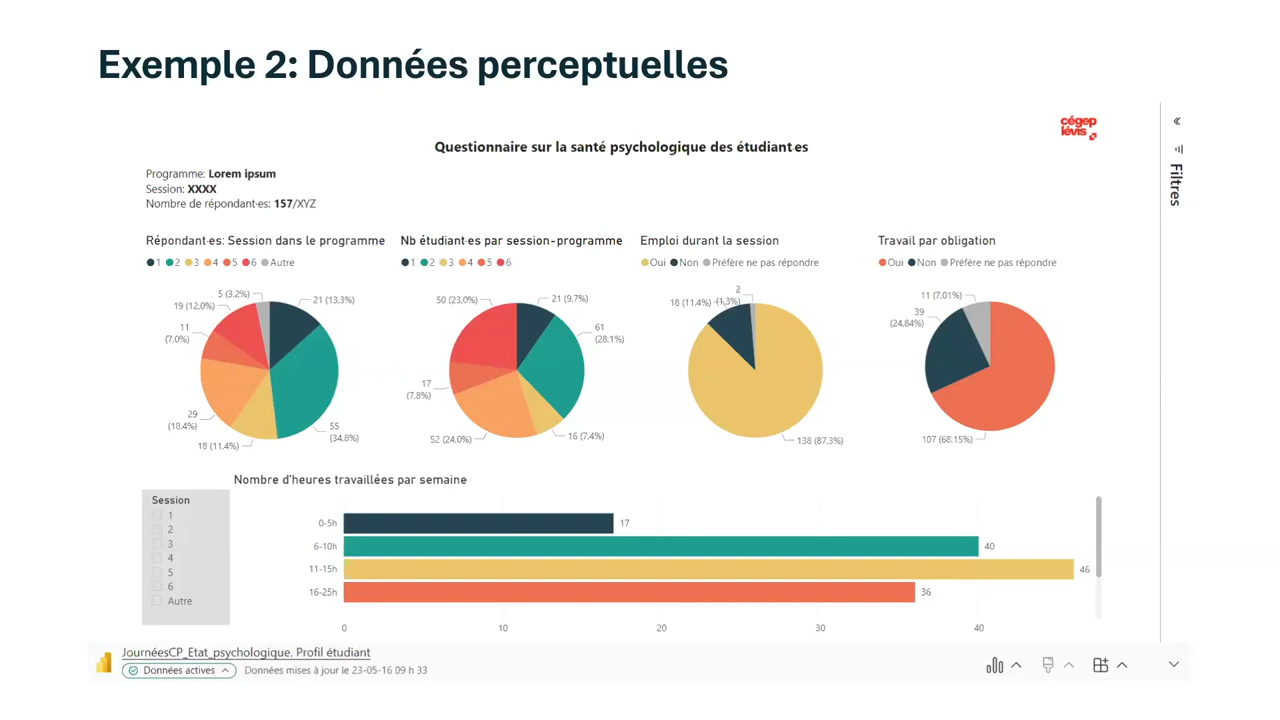 Exemple 2: Données perceptuelles
cégep
lévis
Questionnaire sur la santé psychologique des étudiant·es
Programme: Lorem ipsum
Session: XXXX
Nombre de répondant·es: 157/XYZ
Filtres
Répondant·es: Session dans le programme
1 2 3 4 5 6 Autre
5 (3.2%)
21 (13,3%)
19 (12,0%)
11
(7.0%)
29
(18.4%)
18 (11.4%)
55
(34.8%)
Nb étudiant·es par session-programme
1 2 3 4 5 6
50 (23,0%)
21 (9.7%)
61
(28.1%)
17
(7.8%)
52 (24.0%)
16 (7.4%)
Emploi durant la session
Oui Non Préfère ne pas répondre
2
(1,3%)
18 (11.4%)
138 (87.3%)
Travail par obligation
Oui Non Préfère ne pas répondre
11 (7,01%)
39
(24,84%)
107 (68.15%)
Nombre d'heures travaillées par semaine
Session
1
2
3
4
5
6
Autre
0-5h 17
6-10h 40
11-15h 46
16-25h 36
0 10 20 30 40
JournéesCP_Etat_psychologique, Profil étudiant
Données actives Données mises à jour le 23-05-16 09 h 33